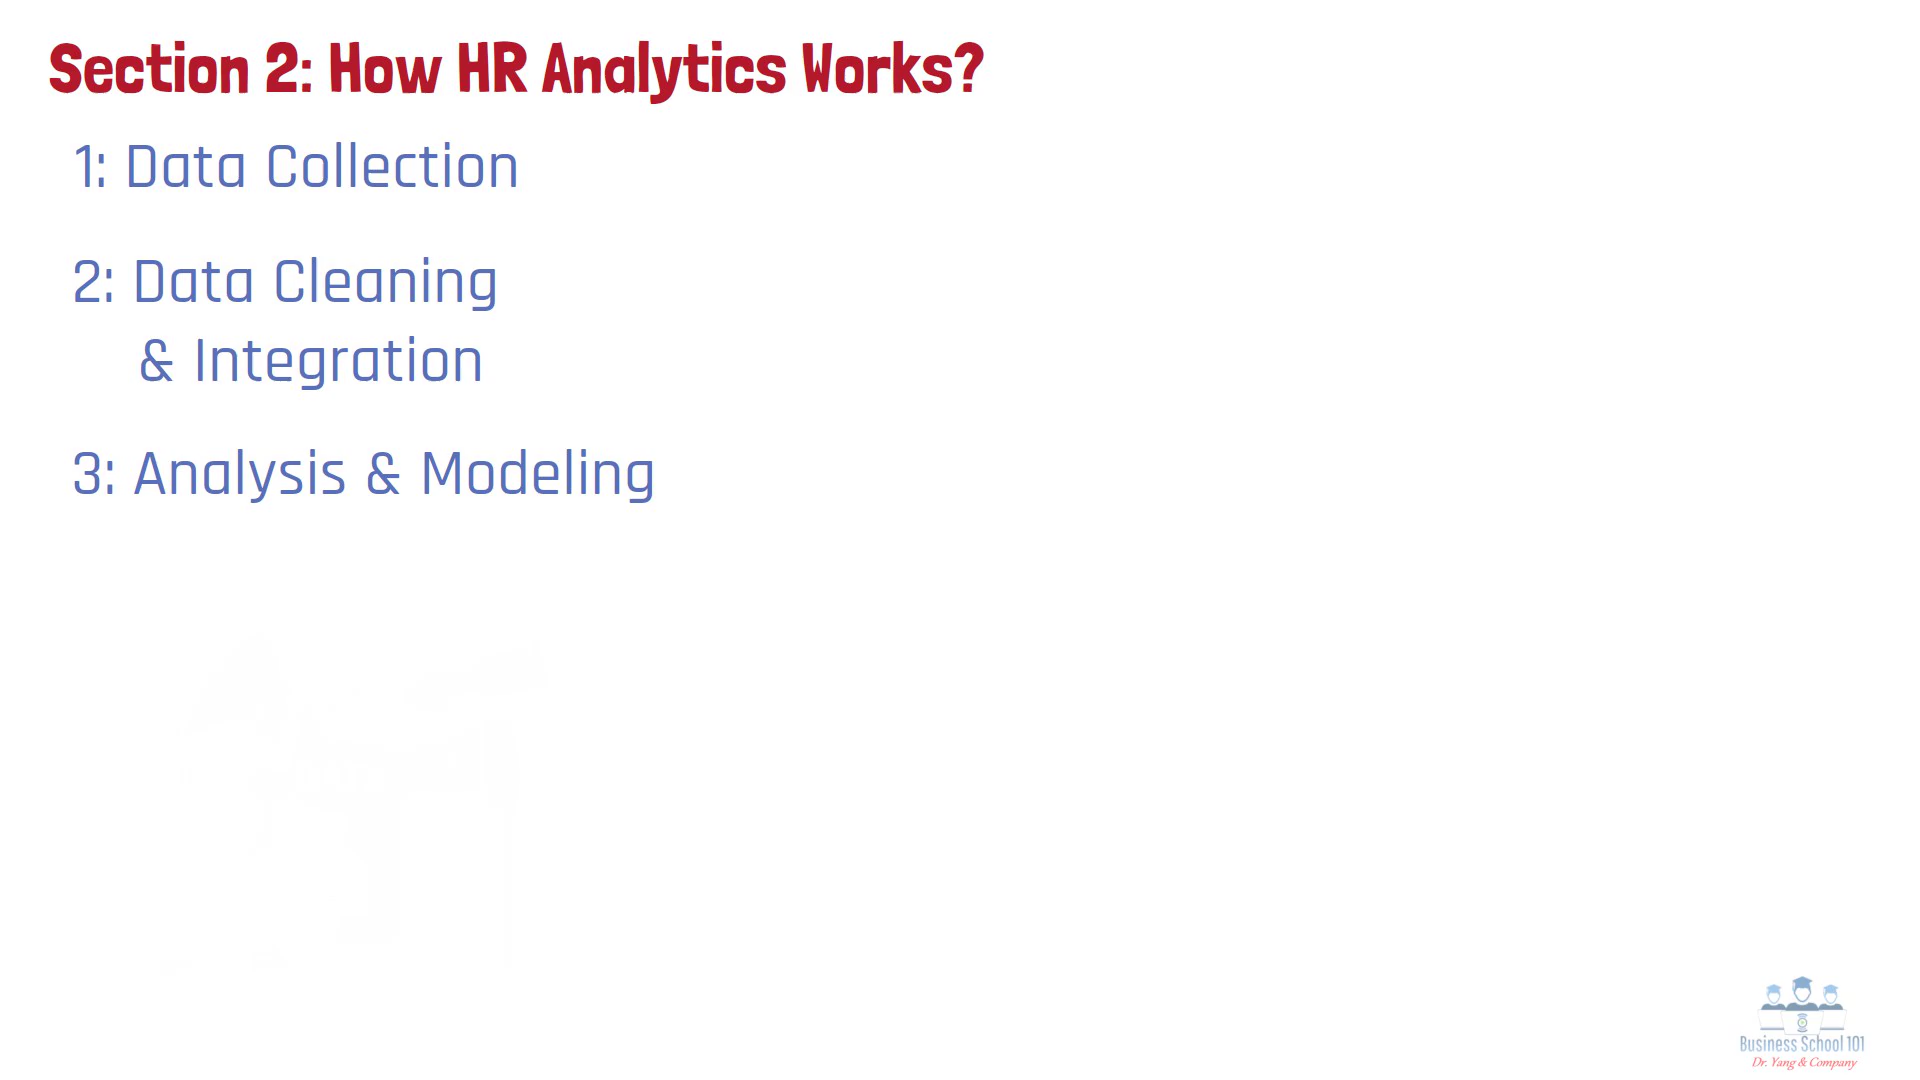 Section 2: How HR Analytics Works?
1: Data Collection
2: Data Cleaning
& Integration
3: Analysis & Modeling
Business School 101
Dr. Yang & Company